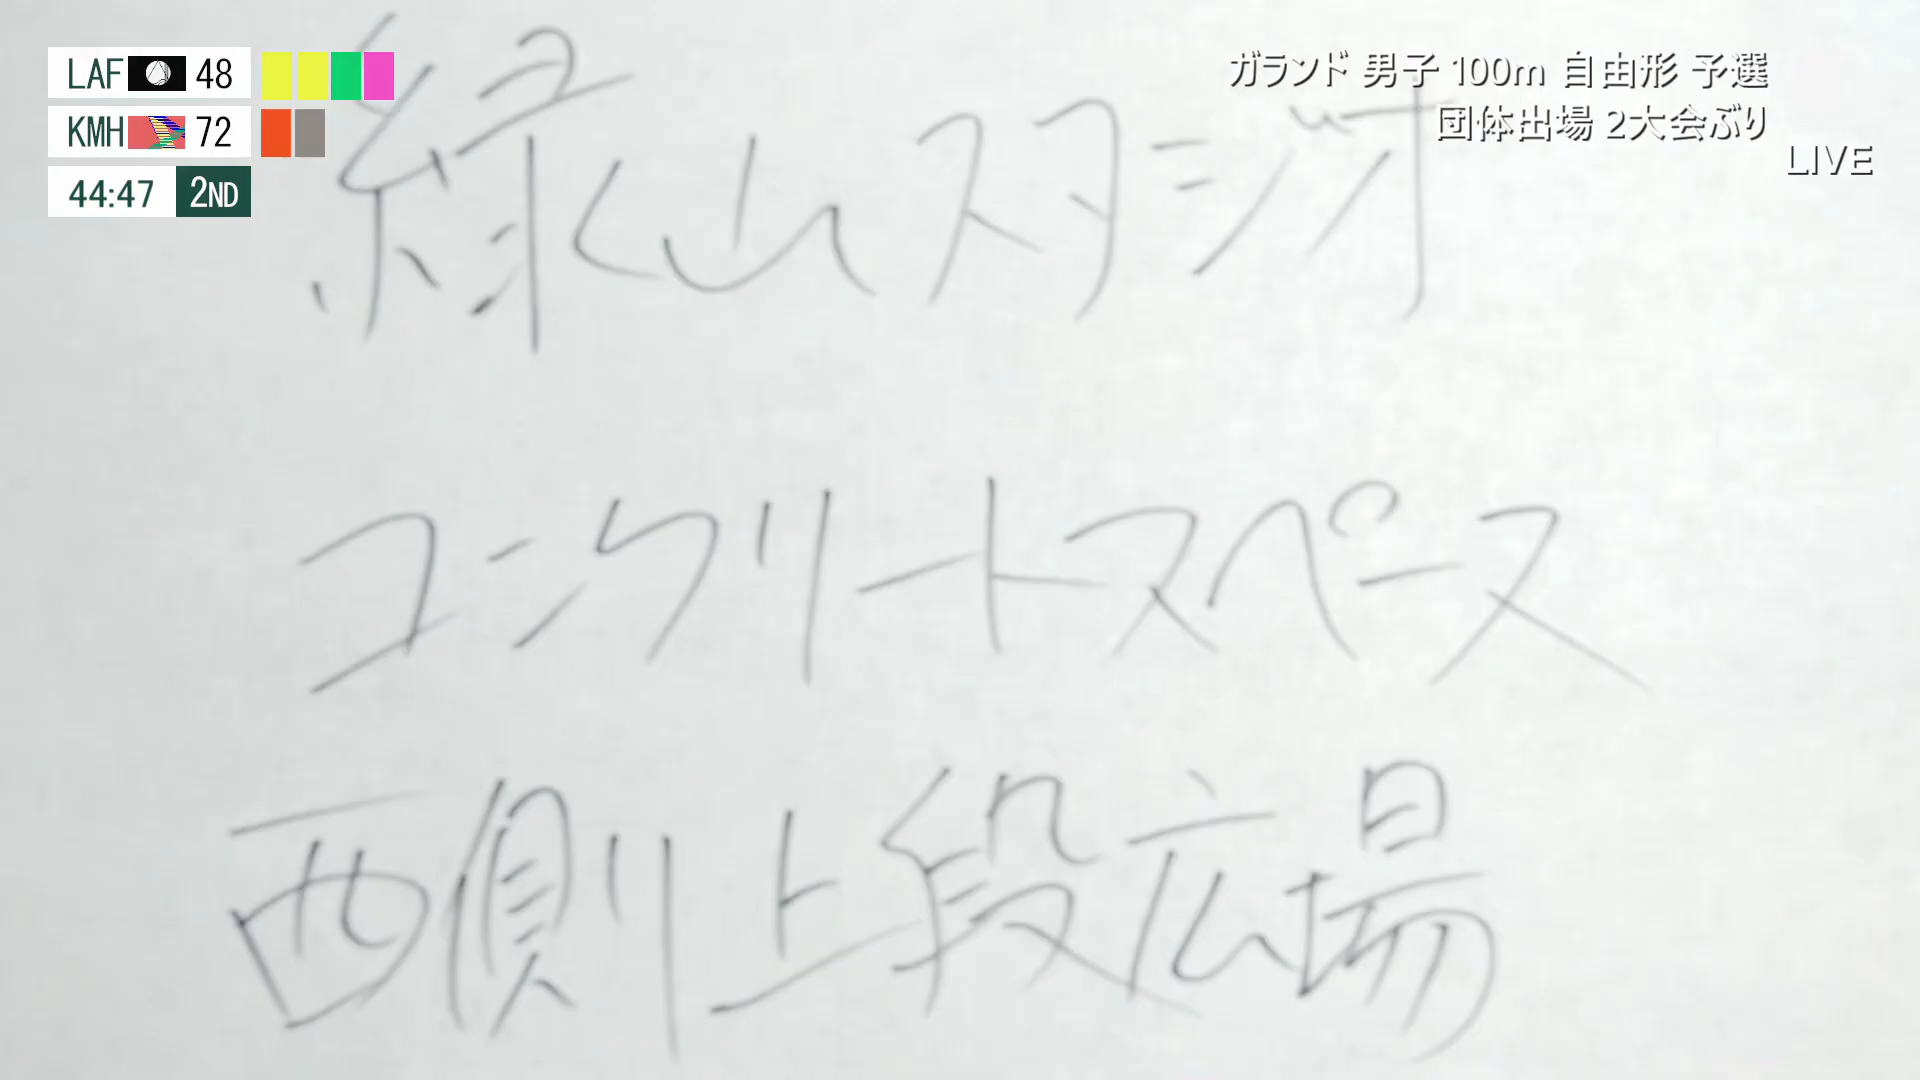 LAF 48
KMH 72
44:47 2ND
ガランド 男子 100m 自由形 予選
団体出場 2大会ぶり
LIVE
緑山スタジオ
コンクリートスペース
西側上段広場